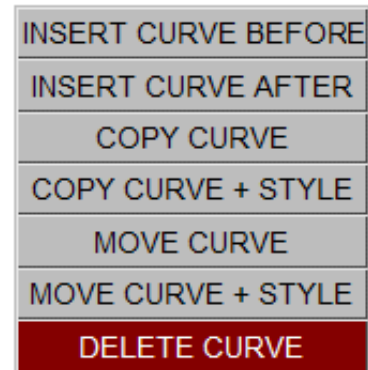 INSERT CURVE BEFORE
INSERT CURVE AFTER
COPY CURVE
COPY CURVE + STYLE
MOVE CURVE
MOVE CURVE + STYLE
DELETE CURVE